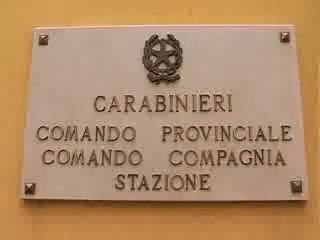 CARABINIERI
COMANDO PROVINCIALE
COMANDO COMPAGNIA
STAZIONE